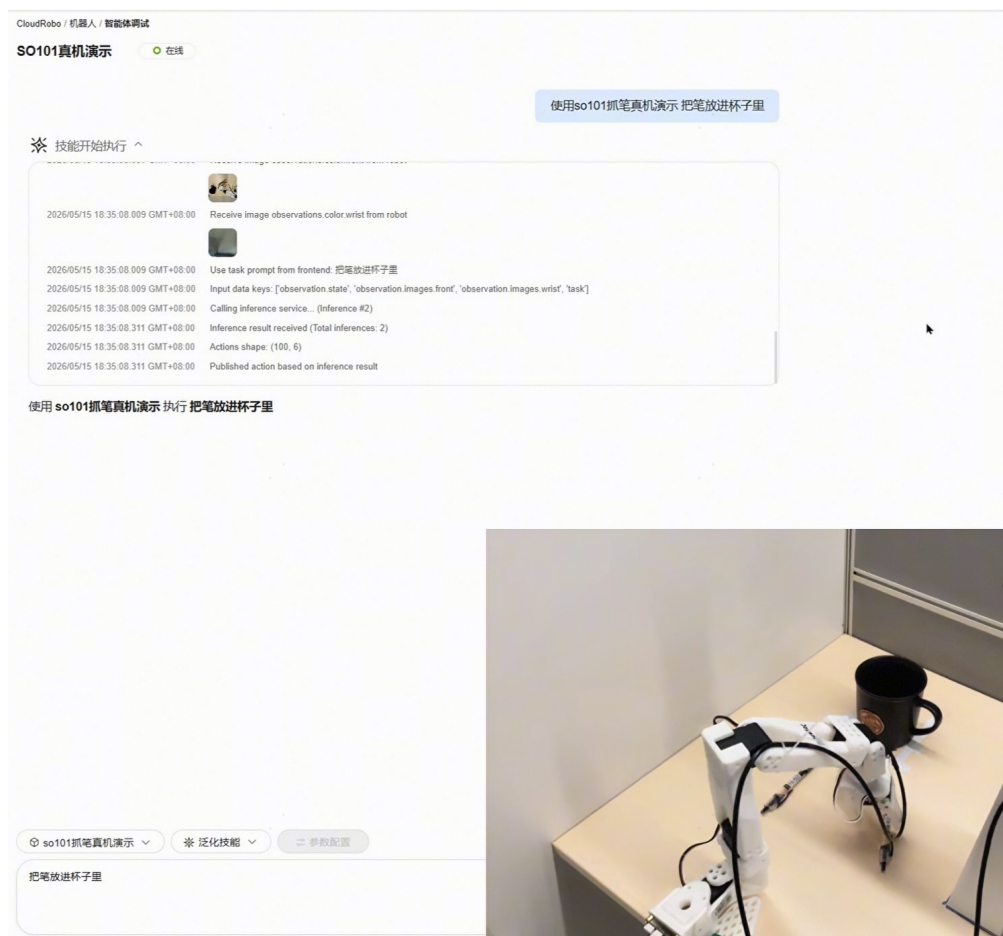 CloudRobo / 机器人 / 智能体调试
SO101真机演示 在线
使用so101抓笔真机演示 把笔放进杯子里
技能开始执行
2026/05/15 18:35:08.009 GMT+08:00 Receive image observations.color.wrist from robot
2026/05/15 18:35:08.009 GMT+08:00 Use task prompt from frontend: 把笔放进杯子里
2026/05/15 18:35:08.009 GMT+08:00 Input data keys: ['observation.state', 'observation.images.front', 'observation.images.wrist', 'task']
2026/05/15 18:35:08.009 GMT+08:00 Calling inference service... (Inference #2)
2026/05/15 18:35:08.311 GMT+08:00 Inference result received (Total inferences: 2)
2026/05/15 18:35:08.311 GMT+08:00 Actions shape: (100, 6)
2026/05/15 18:35:08.311 GMT+08:00 Published action based on inference result
使用 so101抓笔真机演示 执行 把笔放进杯子里
so101抓笔真机演示 泛化技能 参数配置
把笔放进杯子里